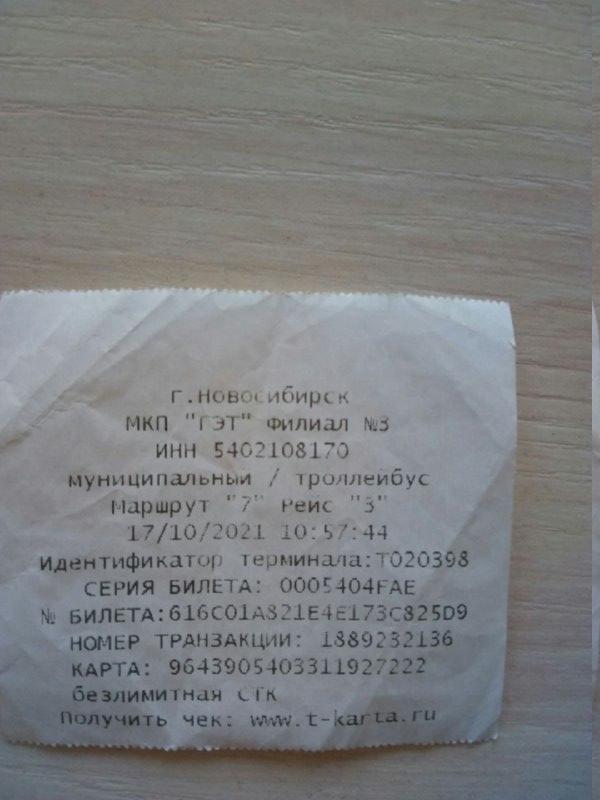 г.Новосибирск
МКП "ГЭТ" Филиал №3
ИНН 5402108170
муниципальный / троллейбус
Маршрут "7" Рейс "3"
17/10/2021 10:57:44
Идентификатор терминала:T020398
СЕРИЯ БИЛЕТА: 0005404FAE
№ БИЛЕТА:616C01A821E4E173C825D9
НОМЕР ТРАНЗАКЦИИ: 1889232136
КАРТА: 9643905403311927222
безлимитная СТК
Получить чек: www.t-karta.ru